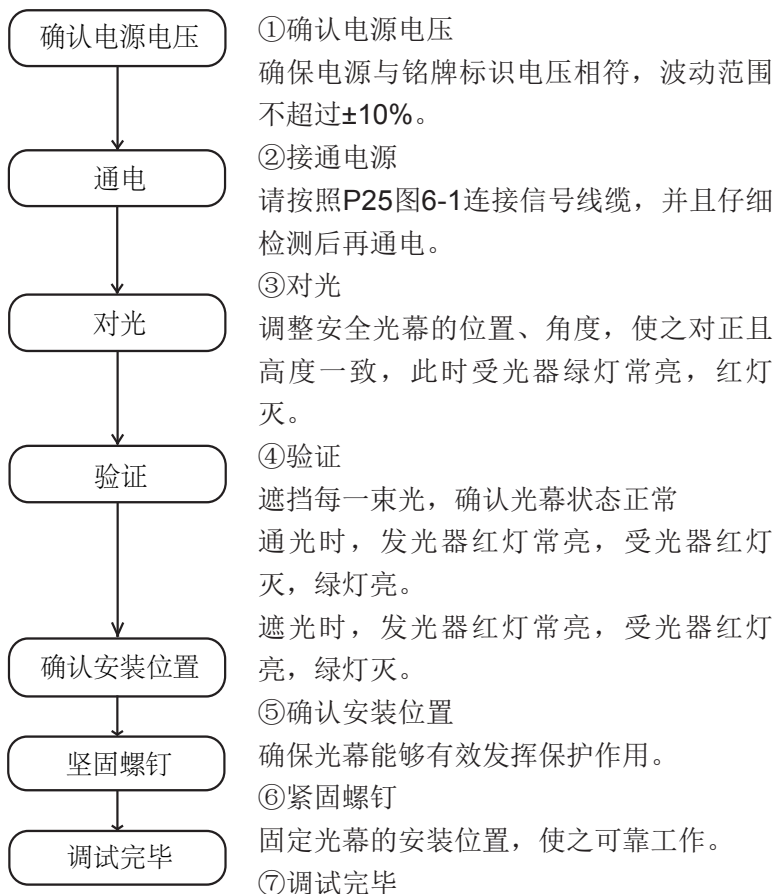 确认电源电压
通电
对光
验证
确认安装位置
坚固螺钉
调试完毕
①确认电源电压
确保电源与铭牌标识电压相符，波动范围
不超过±10%。
②接通电源
请按照P25图6-1连接信号线缆，并且仔细
检测后再通电。
③对光
调整安全光幕的位置、角度，使之对正且
高度一致，此时受光器绿灯常亮，红灯
灭。
④验证
遮挡每一束光，确认光幕状态正常
通光时，发光器红灯常亮，受光器红灯
灭，绿灯亮。
遮光时，发光器红灯常亮，受光器红灯
亮，绿灯灭。
⑤确认安装位置
确保光幕能够有效发挥保护作用。
⑥紧固螺钉
固定光幕的安装位置，使之可靠工作。
⑦调试完毕